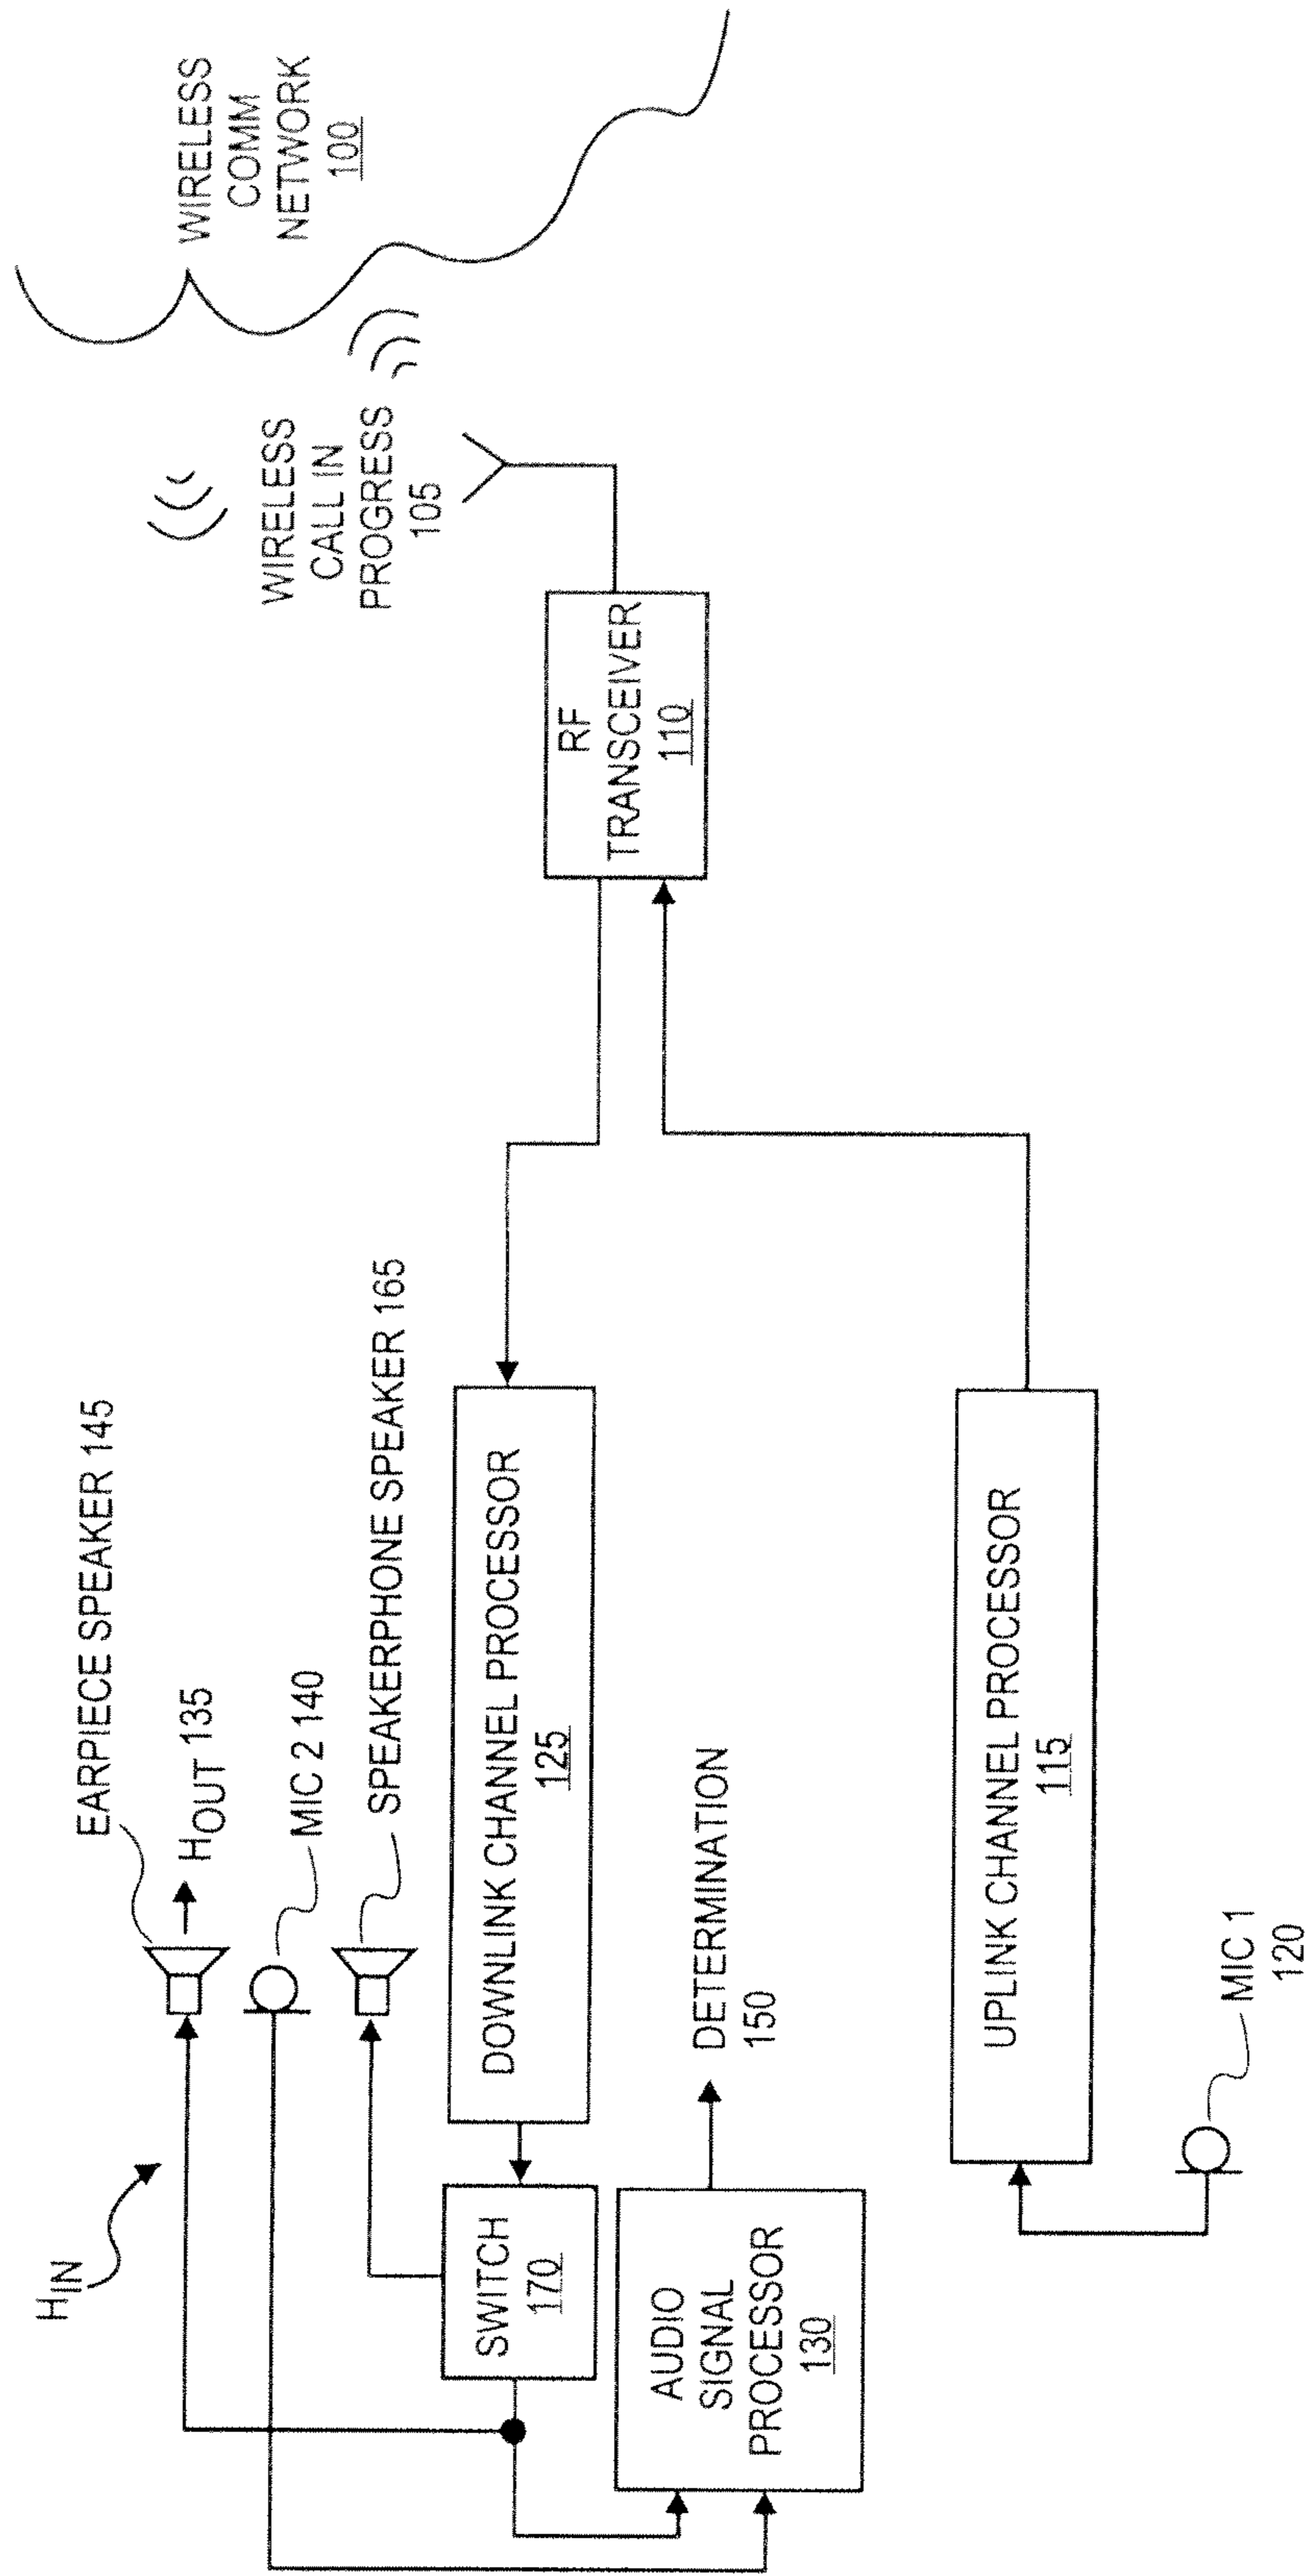 WIRELESS
COMM
NETWORK
100
WIRELESS
CALL IN
PROGRESS
105
RF
TRANSCEIVER
110
EARPIECE SPEAKER 145
HOUT 135
MIC 2 140
SPEAKERPHONE SPEAKER 165
HIN
DOWNLINK CHANNEL PROCESSOR
125
SWITCH
170
AUDIO
SIGNAL
PROCESSOR
130
DETERMINATION
150
UPLINK CHANNEL PROCESSOR
115
MIC 1
120